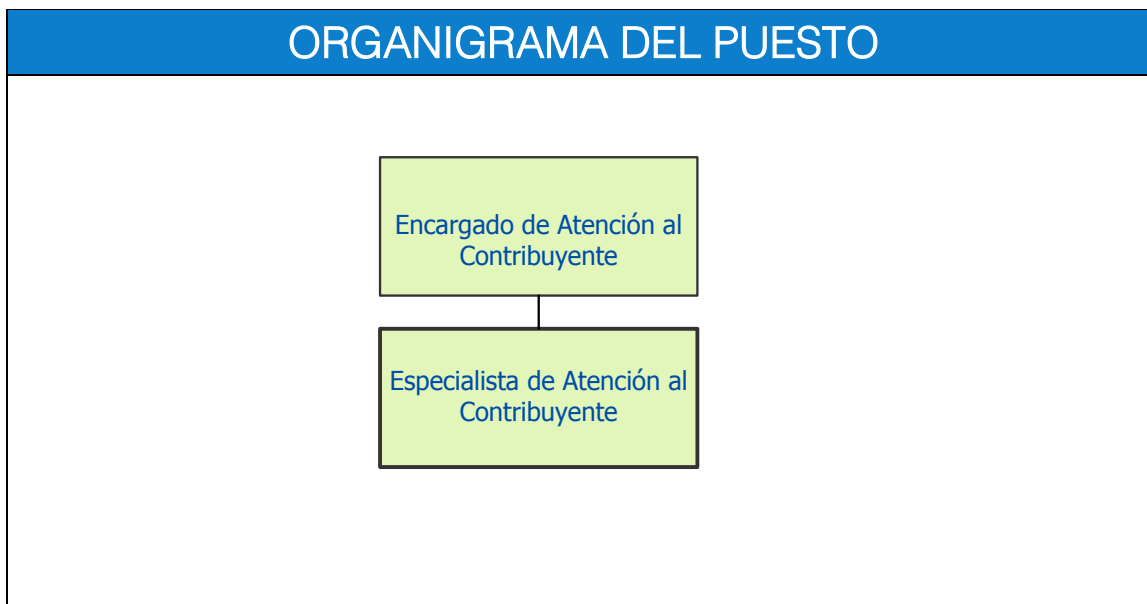 ORGANIGRAMA DEL PUESTO
Encargado de Atención al
Contribuyente
Especialista de Atención al
Contribuyente